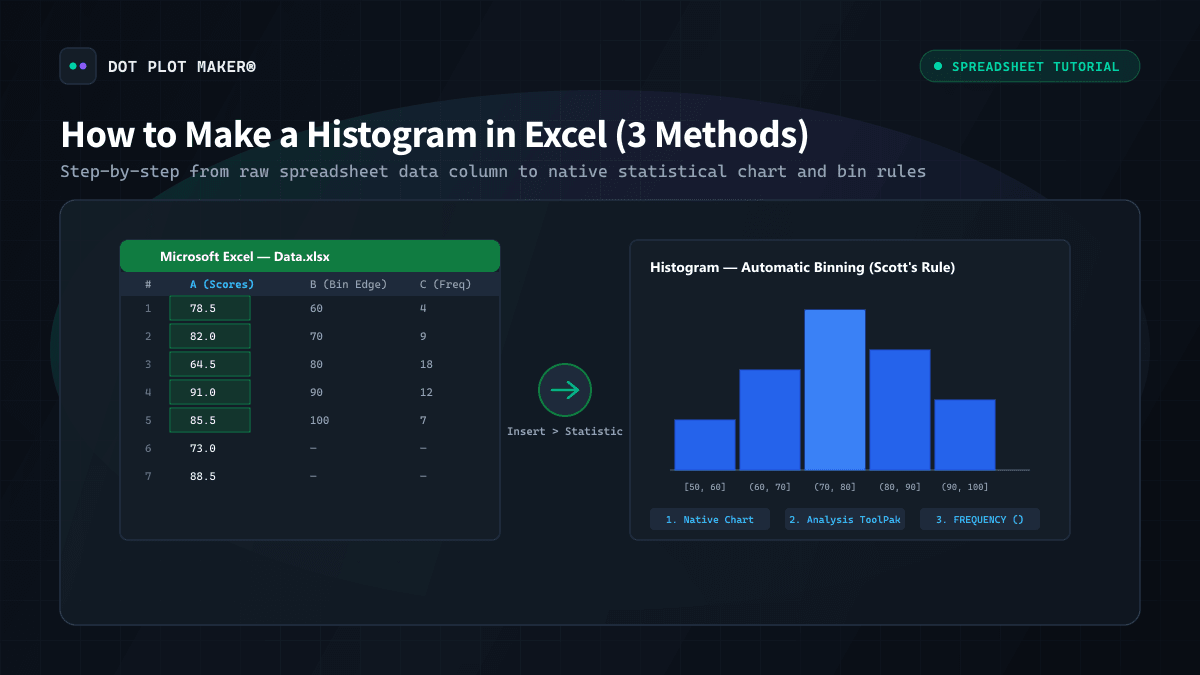 DOT PLOT MAKER®
SPREADSHEET TUTORIAL
How to Make a Histogram in Excel (3 Methods)
Step-by-step from raw spreadsheet data column to native statistical chart and bin rules
Microsoft Excel — Data.xlsx
# A (Scores) B (Bin Edge) C (Freq)
1 78.5 60 4
2 82.0 70 9
3 64.5 80 18
4 91.0 90 12
5 85.5 100 7
6 73.0 — —
7 88.5 — —
Insert > Statistic
Histogram — Automatic Binning (Scott's Rule)
[50, 60] (60, 70] (70, 80] (80, 90] (90, 100]
1. Native Chart 2. Analysis ToolPak 3. FREQUENCY ()